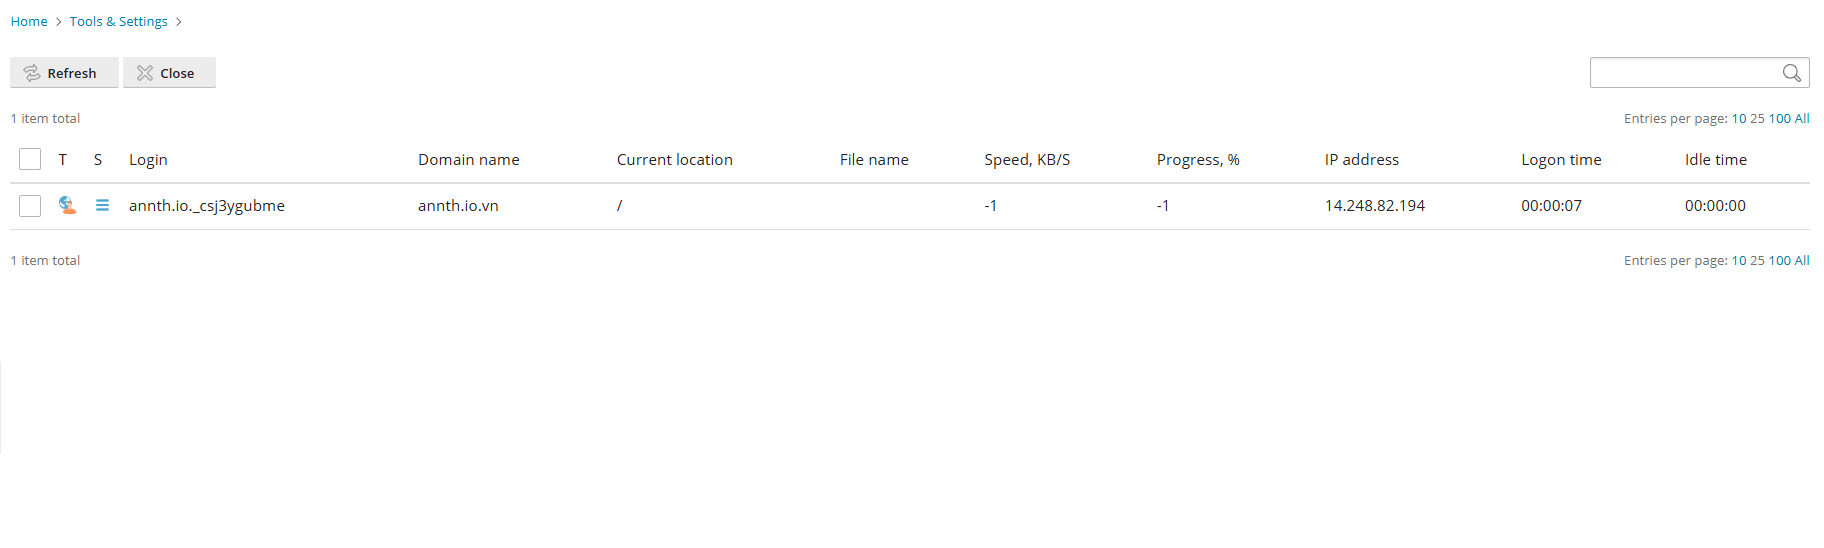 Home > Tools & Settings >
Refresh Close
1 item total Entries per page: 10 25 100 All
T S Login Domain name Current location File name Speed, KB/S Progress, % IP address Logon time Idle time
annth.io._csj3ygubme annth.io.vn / -1 -1 14.248.82.194 00:00:07 00:00:00
1 item total Entries per page: 10 25 100 All